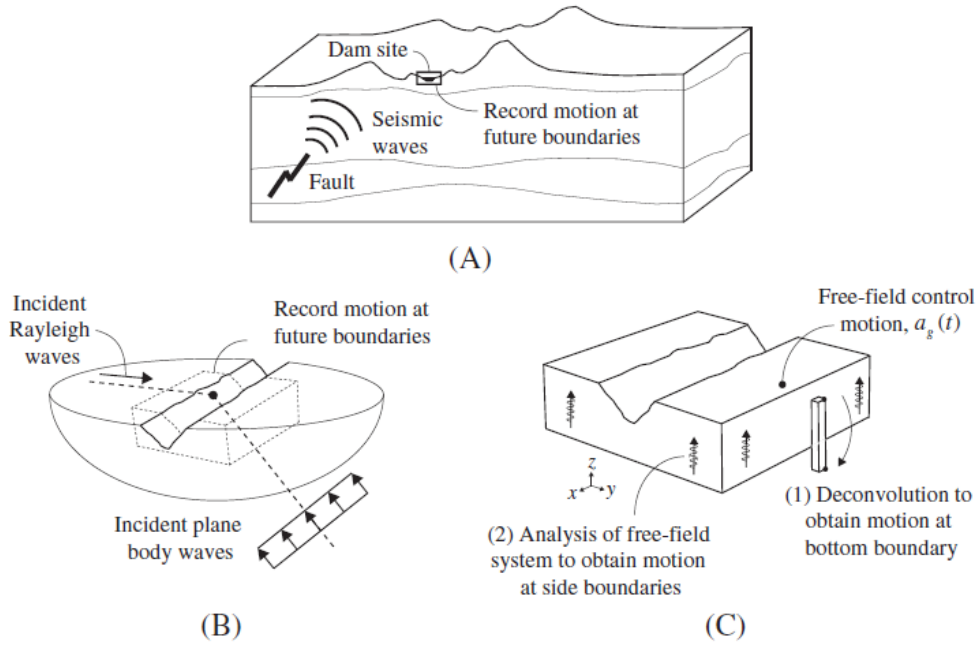 Dam site
Record motion at
future boundaries
Seismic
waves
Fault
(A)
Incident
Rayleigh
waves
Record motion at
future boundaries
Incident plane
body waves
(B)
Free-field control
motion, a_g(t)
z
x
y
(1) Deconvolution to
obtain motion at
bottom boundary
(2) Analysis of free-field
system to obtain motion
at side boundaries
(C)